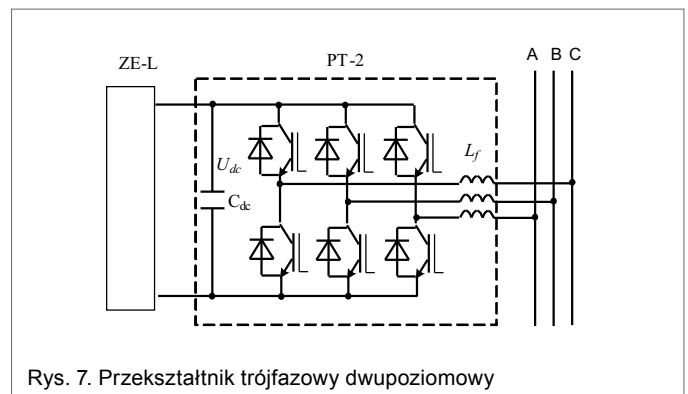 ZE-L
PT-2
A B C
U_dc
C_dc
L_f
Rys. 7. Przekształtnik trójfazowy dwupoziomowy